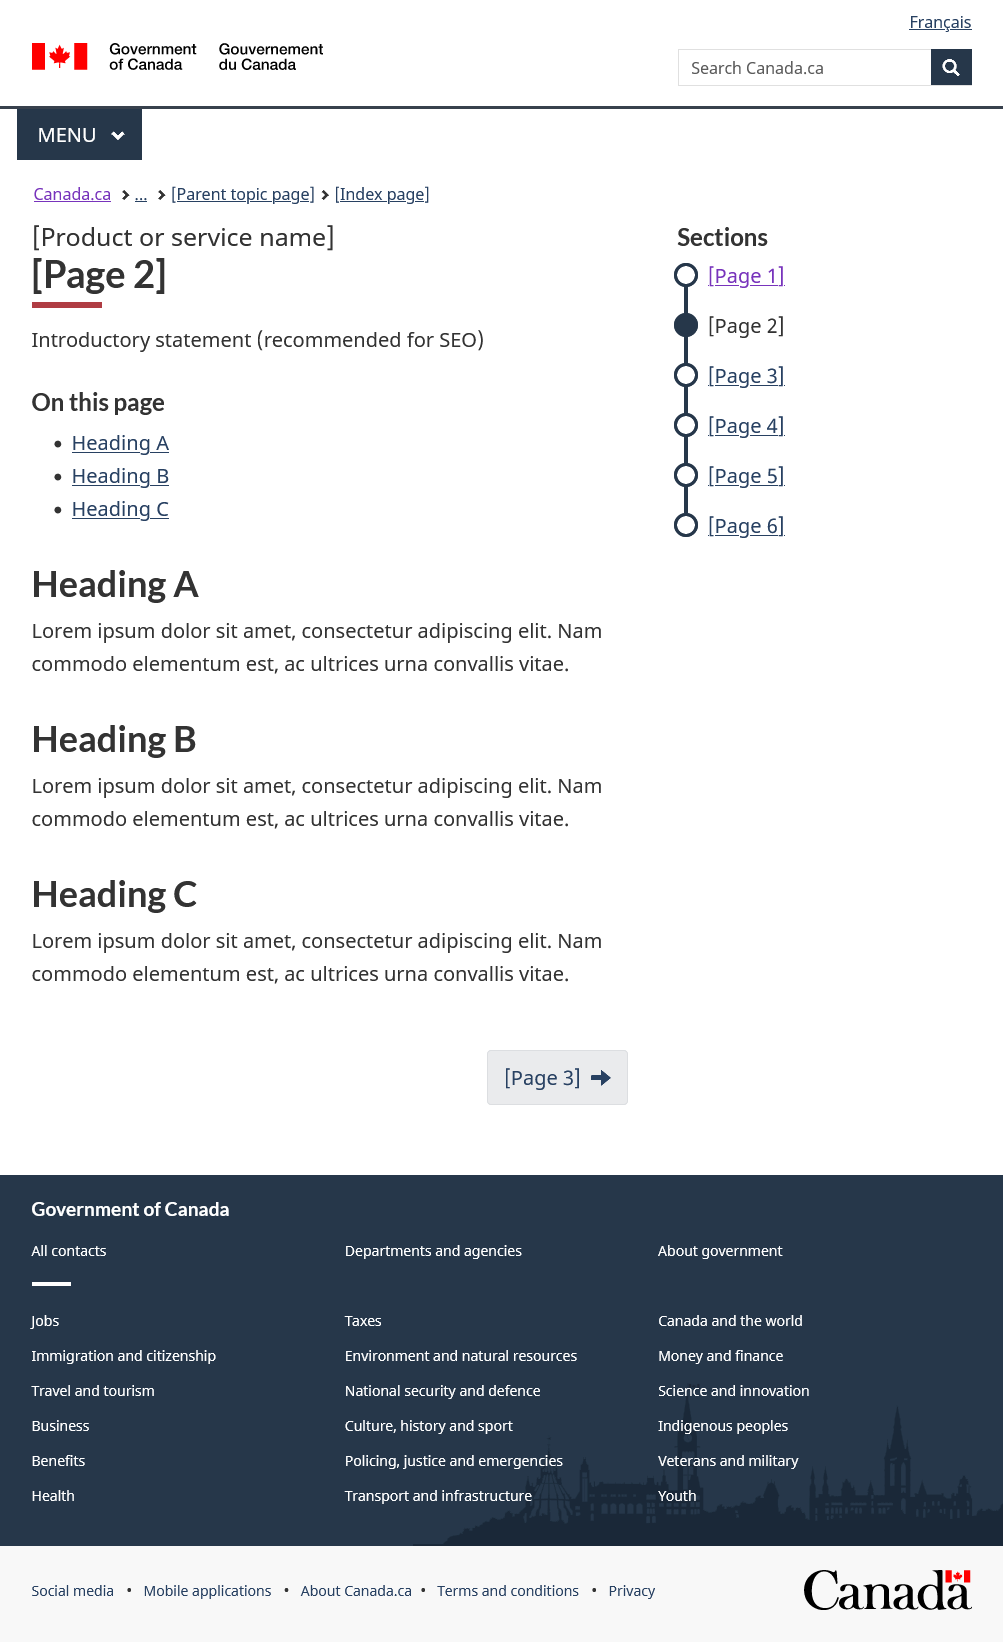 Français
Government of Canada
Gouvernement du Canada
Search Canada.ca
MENU
Canada.ca > ... > [Parent topic page] > [Index page]
[Product or service name]
[Page 2]
Introductory statement (recommended for SEO)
On this page
• Heading A
• Heading B
• Heading C
Heading A
Lorem ipsum dolor sit amet, consectetur adipiscing elit. Nam
commodo elementum est, ac ultrices urna convallis vitae.
Heading B
Lorem ipsum dolor sit amet, consectetur adipiscing elit. Nam
commodo elementum est, ac ultrices urna convallis vitae.
Heading C
Lorem ipsum dolor sit amet, consectetur adipiscing elit. Nam
commodo elementum est, ac ultrices urna convallis vitae.
[Page 3]
Sections
[Page 1]
[Page 2]
[Page 3]
[Page 4]
[Page 5]
[Page 6]
Government of Canada
All contacts
Departments and agencies
About government
Jobs
Taxes
Canada and the world
Immigration and citizenship
Environment and natural resources
Money and finance
Travel and tourism
National security and defence
Science and innovation
Business
Culture, history and sport
Indigenous peoples
Benefits
Policing, justice and emergencies
Veterans and military
Health
Transport and infrastructure
Youth
Social media • Mobile applications • About Canada.ca • Terms and conditions • Privacy
Canada